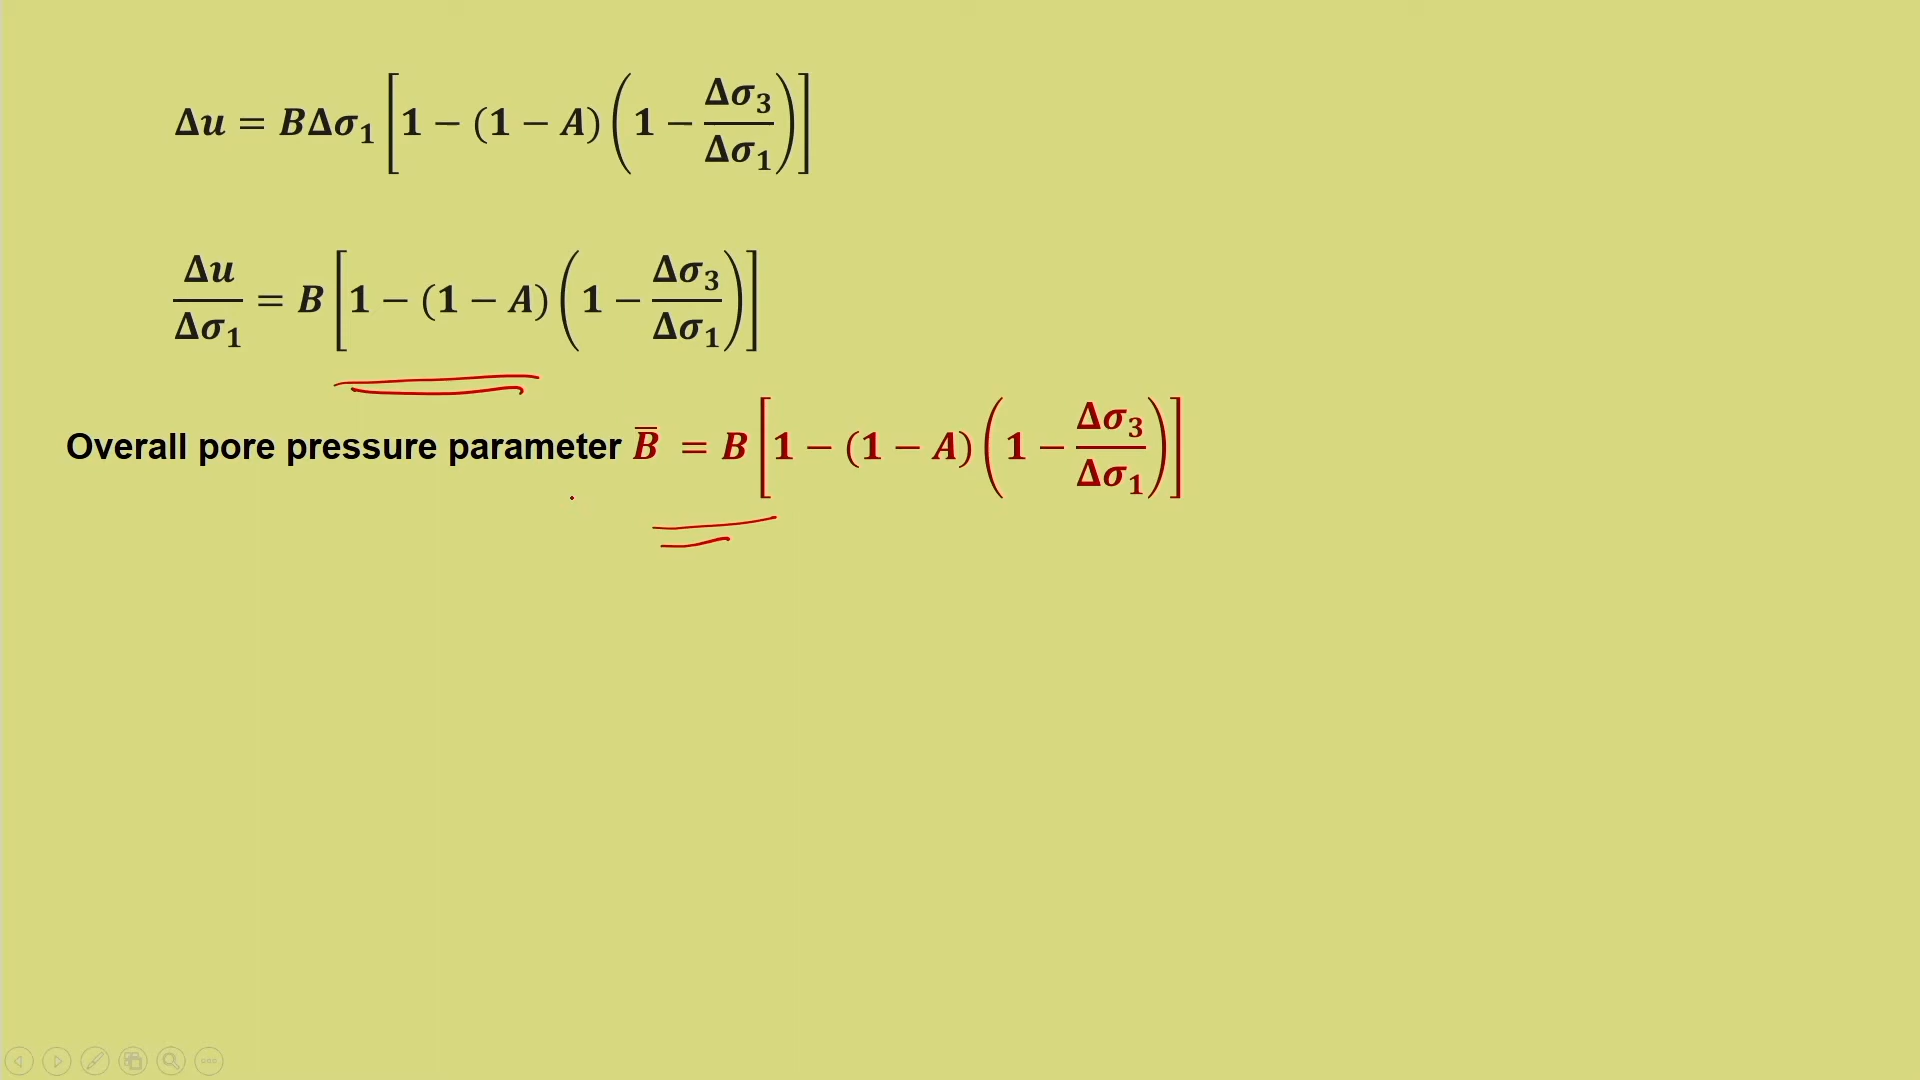 Δu = BΔσ₁ [1 − (1 − A) (1 − Δσ₃/Δσ₁)]
Δu/Δσ₁ = B [1 − (1 − A) (1 − Δσ₃/Δσ₁)]
Overall pore pressure parameter B̅ = B [1 − (1 − A) (1 − Δσ₃/Δσ₁)]